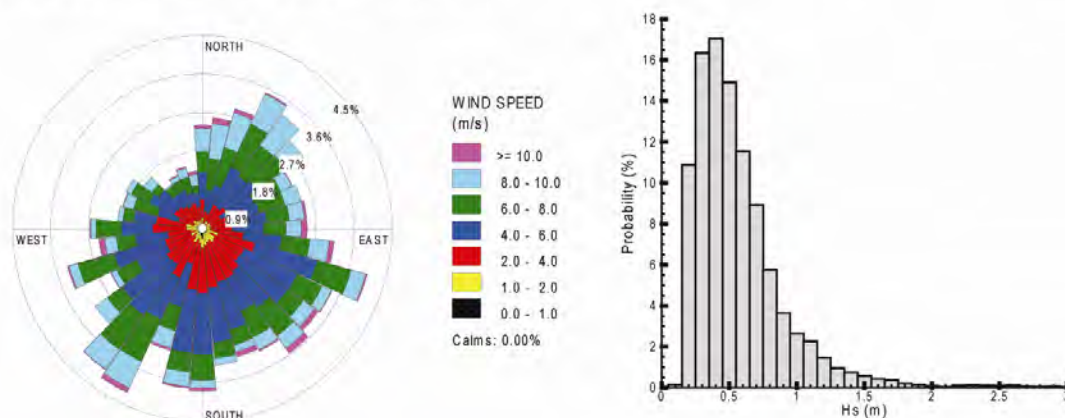 NORTH
4.5%
3.6%
2.7%
1.8%
0.9%
WEST
EAST
SOUTH
WIND SPEED
(m/s)
>= 10.0
8.0 - 10.0
6.0 - 8.0
4.0 - 6.0
2.0 - 4.0
1.0 - 2.0
0.0 - 1.0
Calms: 0.00%
Probability (%)
18
16
14
12
10
8
6
4
2
0
0.5
1
1.5
2
2.5
3
Hs (m)